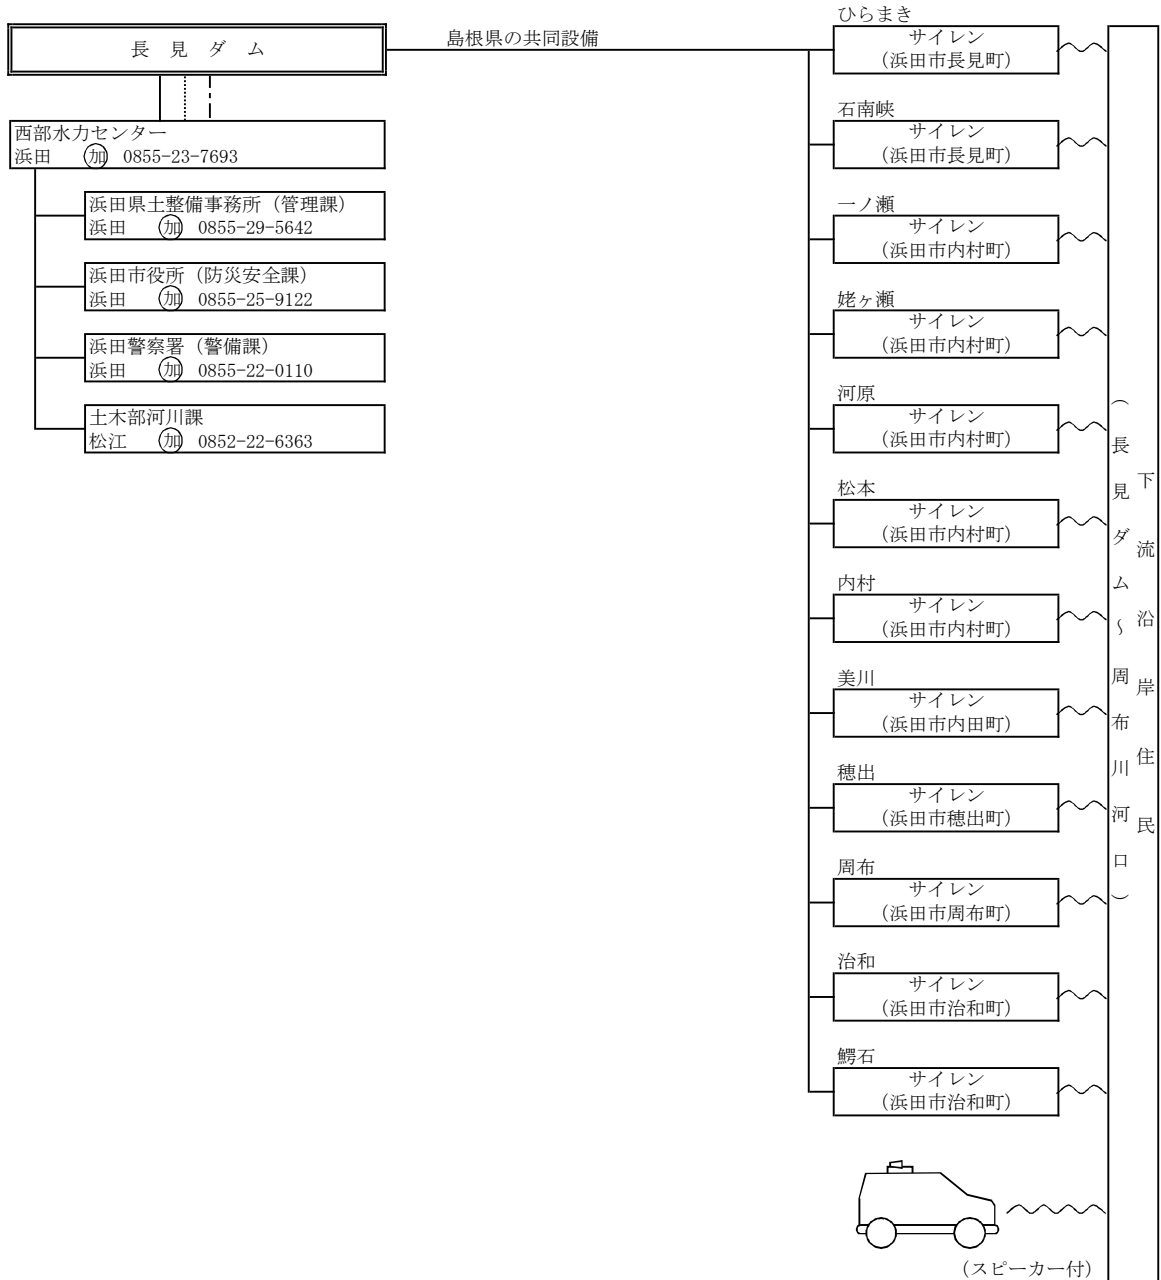 長見ダム
島根県の共同設備
西部水力センター
浜田 加 0855-23-7693
浜田県土整備事務所（管理課）
浜田 加 0855-29-5642
浜田市役所（防災安全課）
浜田 加 0855-25-9122
浜田警察署（警備課）
浜田 加 0855-22-0110
土木部河川課
松江 加 0852-22-6363
ひらまき
サイレン
（浜田市長見町）
石南峡
サイレン
（浜田市長見町）
一ノ瀬
サイレン
（浜田市内村町）
姥ヶ瀬
サイレン
（浜田市内村町）
河原
サイレン
（浜田市内村町）
松本
サイレン
（浜田市内村町）
内村
サイレン
（浜田市内村町）
美川
サイレン
（浜田市内田町）
穂出
サイレン
（浜田市穂出町）
周布
サイレン
（浜田市周布町）
治和
サイレン
（浜田市治和町）
鰐石
サイレン
（浜田市治和町）
（スピーカー付）
下流沿岸住民
（長見ダム～周布川河口）